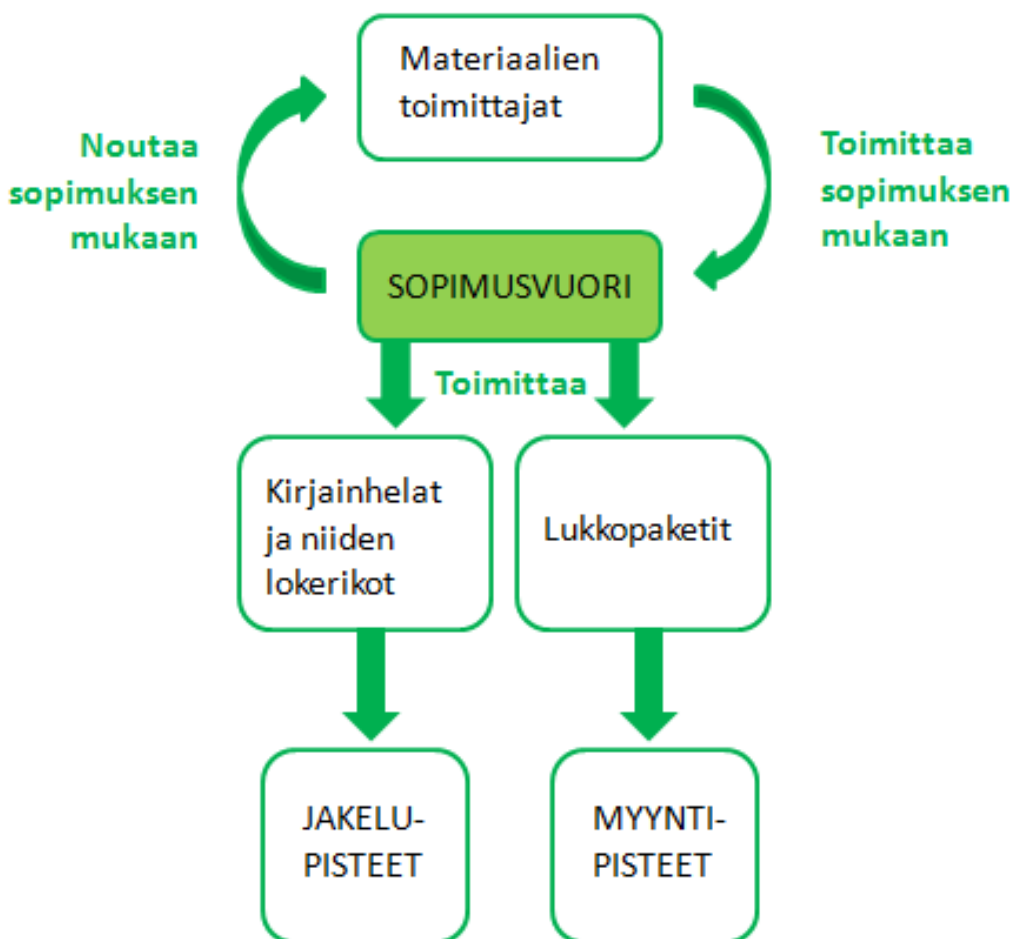 Materiaalien
toimittajat
Noutaa
sopimuksen
mukaan
Toimittaa
sopimuksen
mukaan
SOPIMUSVUORI
Toimittaa
Kirjainhelat
ja niiden
lokerikot
Lukkopaketit
JAKELU-
PISTEET
MYYNTI-
PISTEET